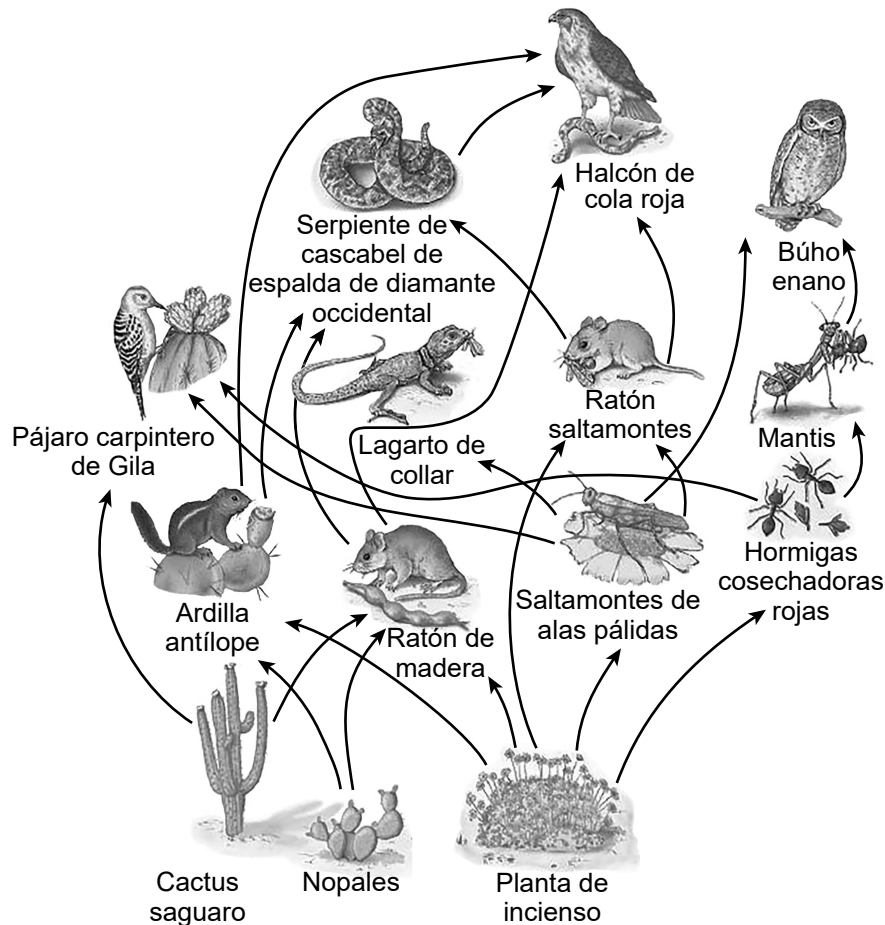 Halcón de
cola roja
Serpiente de
cascabel de
espalda de diamante
occidental
Búho
enano
Pájaro carpintero
de Gila
Lagarto de
collar
Ratón
saltamontes
Mantis
Ardilla
antílope
Ratón de
madera
Saltamontes de
alas pálidas
Hormigas
cosechadoras
rojas
Cactus
saguaro
Nopales
Planta de
incienso